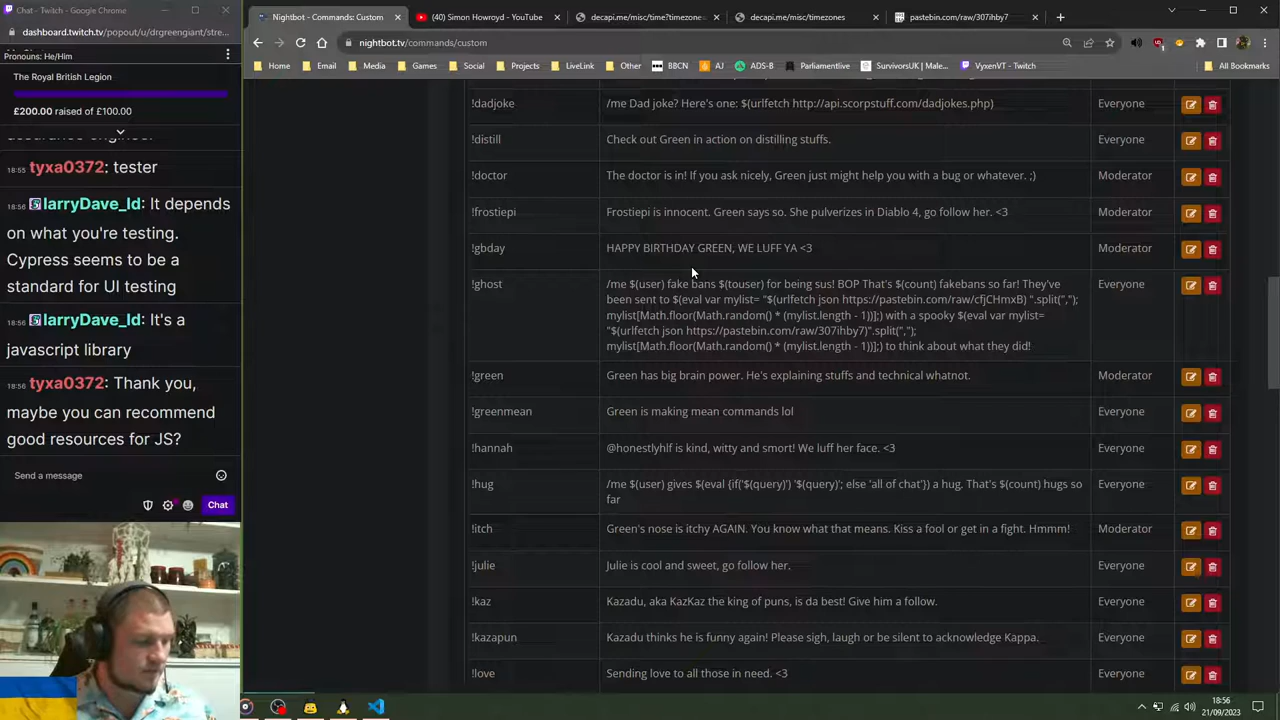 Chat - Twitch - Google Chrome
dashboard.twitch.tv/popout/u/drgreengiant/stre...
Pronouns: He/Him
The Royal British Legion
£200.00 raised of £100.00
18:55 tyxa0372: tester
18:56 larryDave_ld: It depends
on what you're testing.
Cypress seems to be a
standard for UI testing
18:56 larryDave_ld: It's a
javascript library
18:56 tyxa0372: Thank you,
maybe you can recommend
good resources for JS?
Send a message
Chat
Nightbot - Commands: Custom
(40) Simon Howroyd - YouTube
decapi.me/misc/time?timezone=
decapi.me/misc/timezones
pastebin.com/raw/307ihby7
nightbot.tv/commands/custom
Home
Email
Media
Games
Social
Projects
LiveLink
Other
BBCN
AJ
ADS-B
Parliamentlive
SurvivorsUK | Male...
VyxenVT - Twitch
All Bookmarks
!dadjoke
/me Dad joke? Here's one: $(urlfetch http://api.scorpstuff.com/dadjokes.php)
Everyone
!distill
Check out Green in action on distilling stuffs.
Everyone
!doctor
The doctor is in! If you ask nicely, Green just might help you with a bug or whatever. ;)
Moderator
!frostiepi
Frostiepi is innocent. Green says so. She pulverizes in Diablo 4, go follow her. <3
Moderator
!gbday
HAPPY BIRTHDAY GREEN, WE LUFF YA <3
Moderator
!ghost
/me $(user) fake bans $(touser) for being sus! BOP That's $(count) fakebans so far! They've
been sent to $(eval var mylist= "$(urlfetch json https://pastebin.com/raw/cfjCHmxB) ".split(",");
mylist[Math.floor(Math.random() * (mylist.length - 1))];) with a spooky $(eval var mylist=
"$(urlfetch json https://pastebin.com/raw/307ihby7)".split(",");
mylist[Math.floor(Math.random() * (mylist.length - 1))];) to think about what they did!
Everyone
!green
Green has big brain power. He's explaining stuffs and technical whatnot.
Moderator
!greenmean
Green is making mean commands lol
Everyone
!hannah
@honestlyhlf is kind, witty and smort! We luff her face. <3
Everyone
!hug
/me $(user) gives $(eval {if('$(query)') '$(query)'; else 'all of chat'}) a hug. That's $(count) hugs so
far
Everyone
!itch
Green's nose is itchy AGAIN. You know what that means. Kiss a fool or get in a fight. Hmmm!
Moderator
!julie
Julie is cool and sweet, go follow her.
Everyone
!kaz
Kazadu, aka KazKaz the king of puns, is da best! Give him a follow.
Everyone
!kazapun
Kazadu thinks he is funny again! Please sigh, laugh or be silent to acknowledge Kappa.
Everyone
!love
Sending love to all those in need. <3
Everyone
18:56
21/09/2023